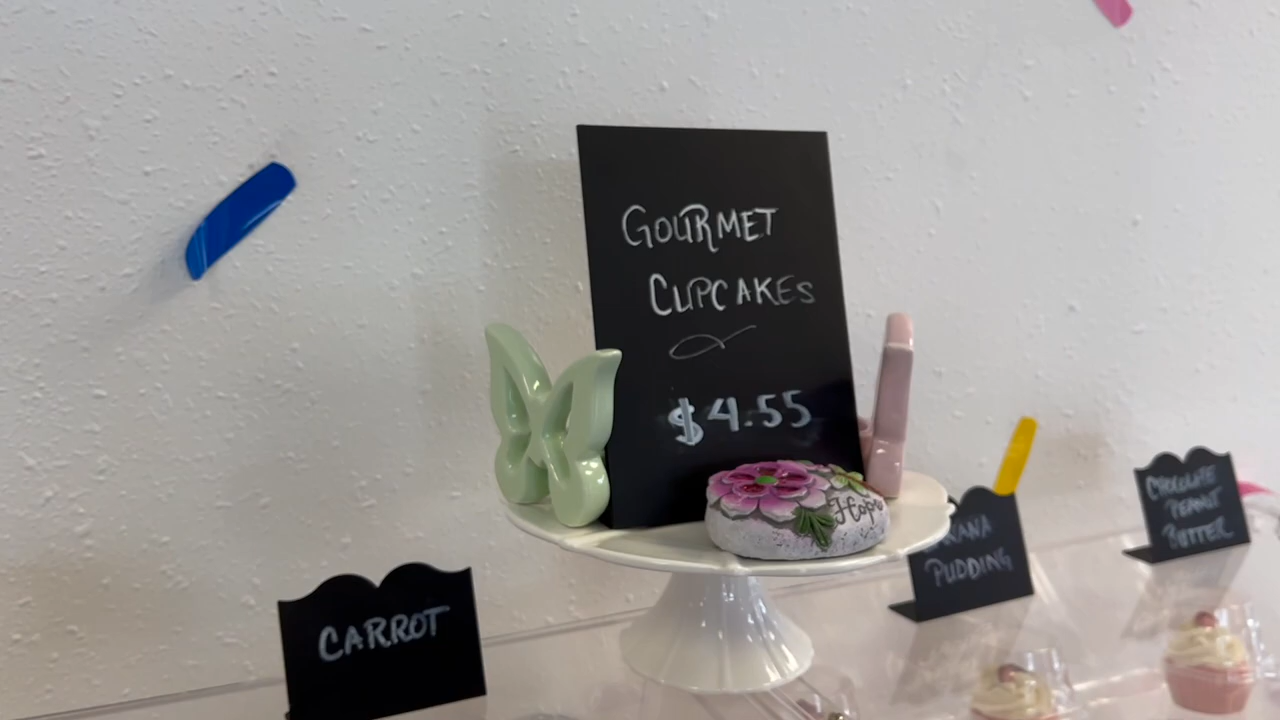 GOURMET
CUPCAKES
$4.55
Hope
CARROT
PUDDING
CHOCOLATE
PEANUT
BUTTER